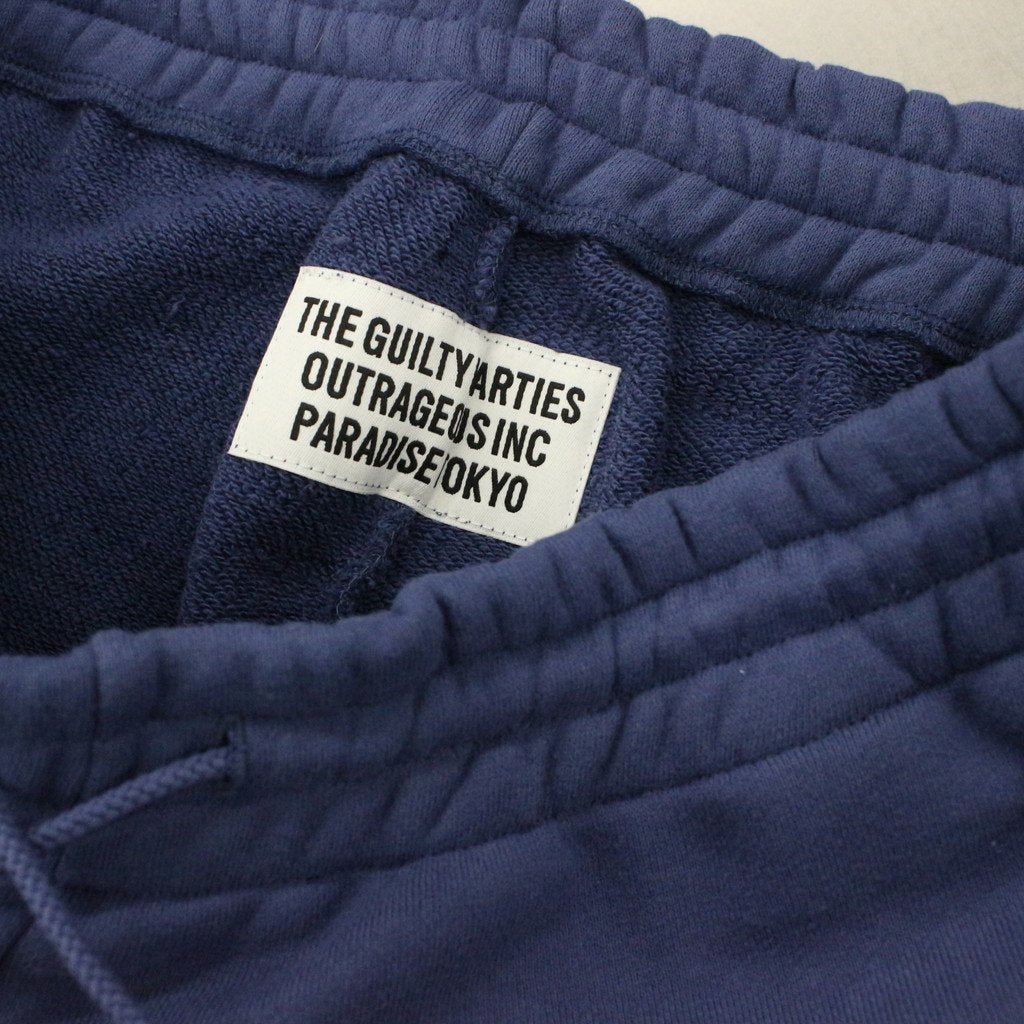 THE GUILTY PARTIES
OUTRAGEOUS INC
PARADISE TOKYO